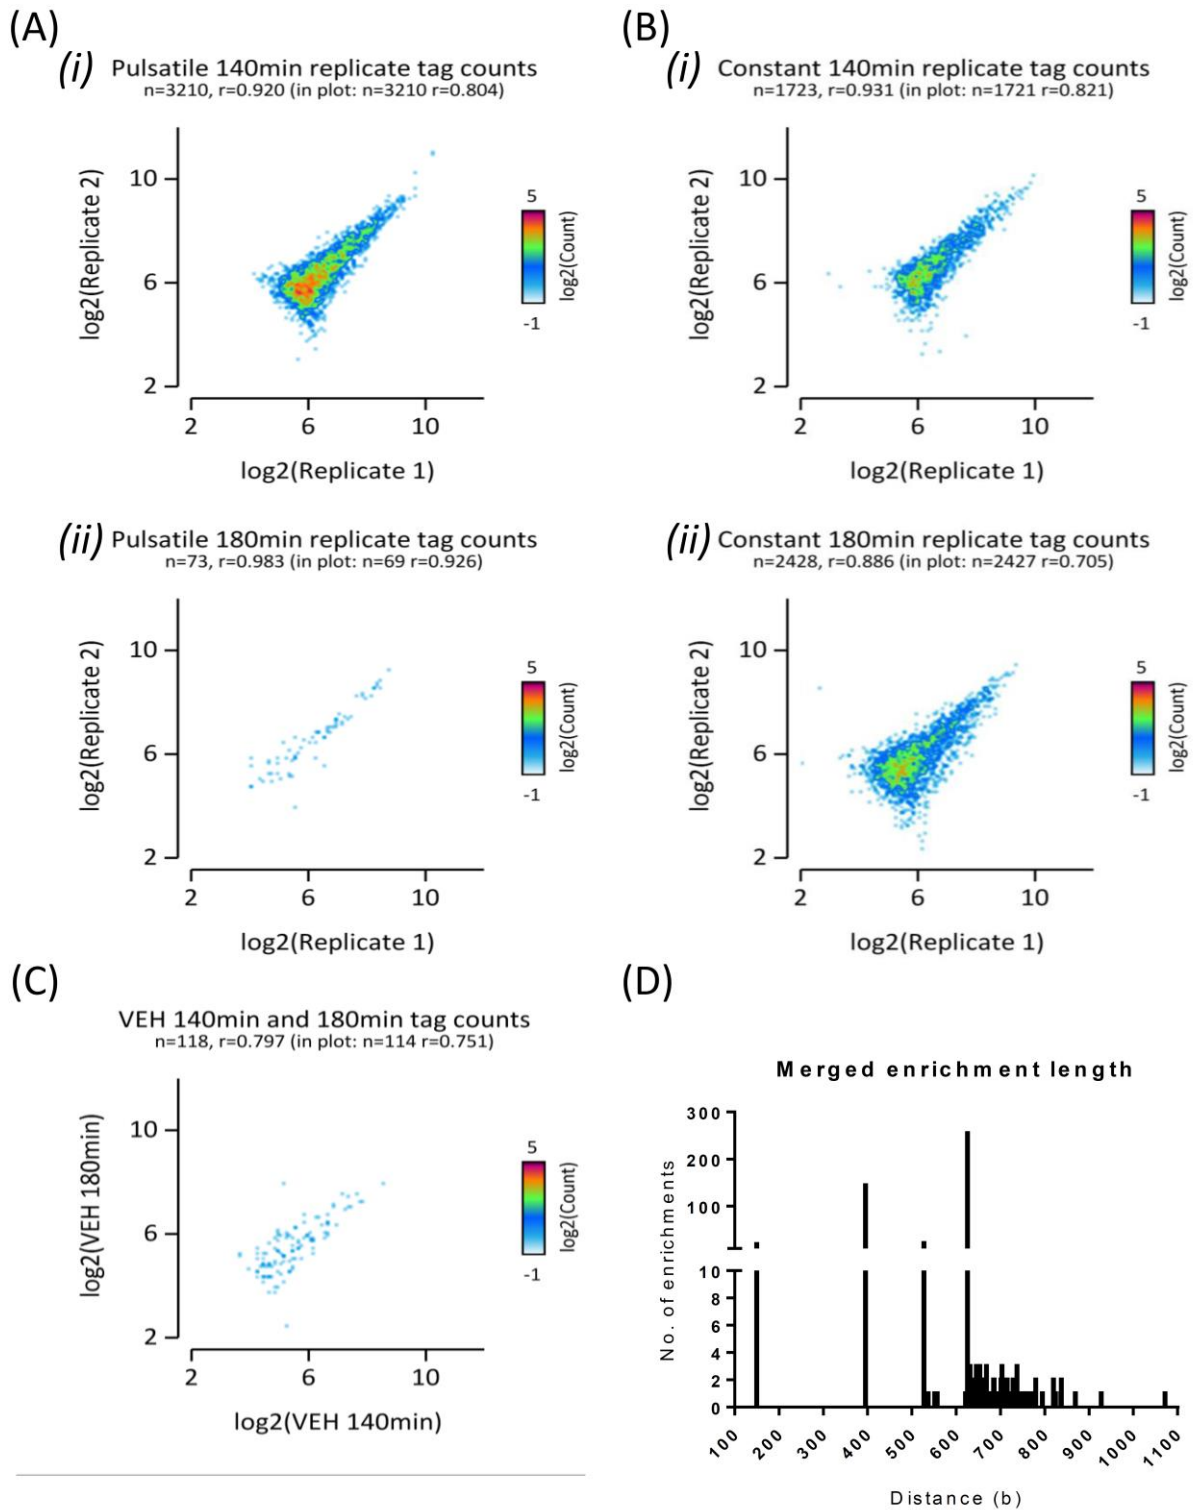 (A)
(i) Pulsatile 140min replicate tag counts
n=3210, r=0.920 (in plot: n=3210 r=0.804)
log2(Replicate 2)
10
6
2
2 6 10
log2(Replicate 1)
5
-1
log2(Count)
(B)
(i) Constant 140min replicate tag counts
n=1723, r=0.931 (in plot: n=1721 r=0.821)
log2(Replicate 2)
10
6
2
2 6 10
log2(Replicate 1)
5
-1
log2(Count)
(ii) Pulsatile 180min replicate tag counts
n=73, r=0.983 (in plot: n=69 r=0.926)
log2(Replicate 2)
10
6
2
2 6 10
log2(Replicate 1)
5
-1
log2(Count)
(ii) Constant 180min replicate tag counts
n=2428, r=0.886 (in plot: n=2427 r=0.705)
log2(Replicate 2)
10
6
2
2 6 10
log2(Replicate 1)
5
-1
log2(Count)
(C)
VEH 140min and 180min tag counts
n=118, r=0.797 (in plot: n=114 r=0.751)
log2(VEH 180min)
10
6
2
2 6 10
log2(VEH 140min)
5
-1
log2(Count)
(D)
Merged enrichment length
No. of enrichments
300
200
100
10
8
6
4
2
0
100 200 300 400 500 600 700 800 900 1000 1100
Distance (b)